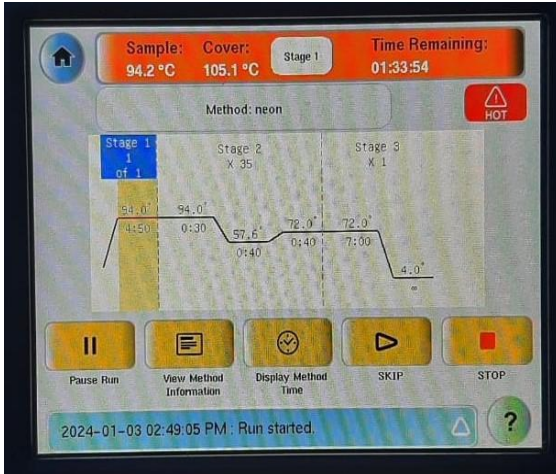 Sample: Cover: Stage 1 Time Remaining:
94.2 °C 105.1 °C 01:33:54
Method: neon
HOT
Stage 1
1
of 1
Stage 2
X 35
Stage 3
X 1
94.0° 94.0° 57.6° 72.0° 72.0° 4.0°
4:50 0:30 0:40 0:40 7:00 ∞
Pause Run
View Method
Information
Display Method
Time
SKIP
STOP
2024-01-03 02:49:05 PM : Run started.
?